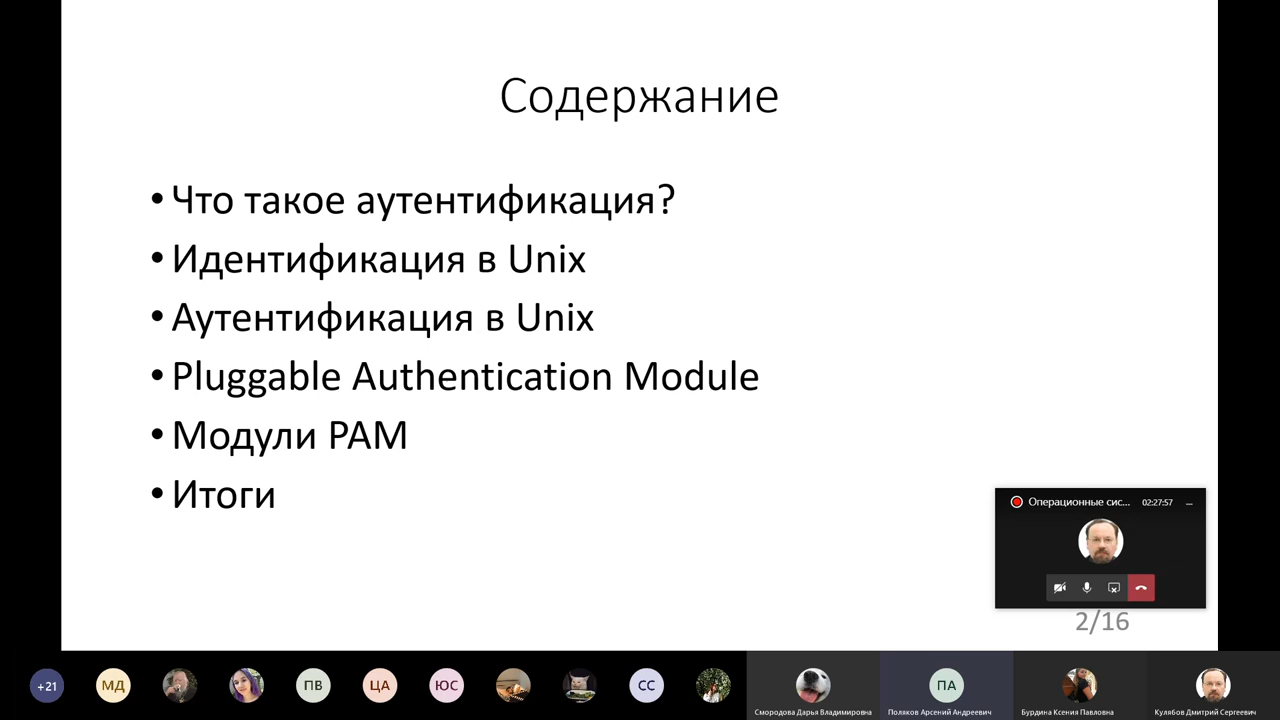 Содержание
• Что такое аутентификация?
• Идентификация в Unix
• Аутентификация в Unix
• Pluggable Authentication Module
• Модули PAM
• Итоги
Операционные сис... 02:27:57
2/16
+21
МД
ПВ
ЦА
ЮС
СС
ПА
Смородова Дарья Владимировна
Поляков Арсений Андреевич
Бурдина Ксения Павловна
Кулябов Дмитрий Сергеевич